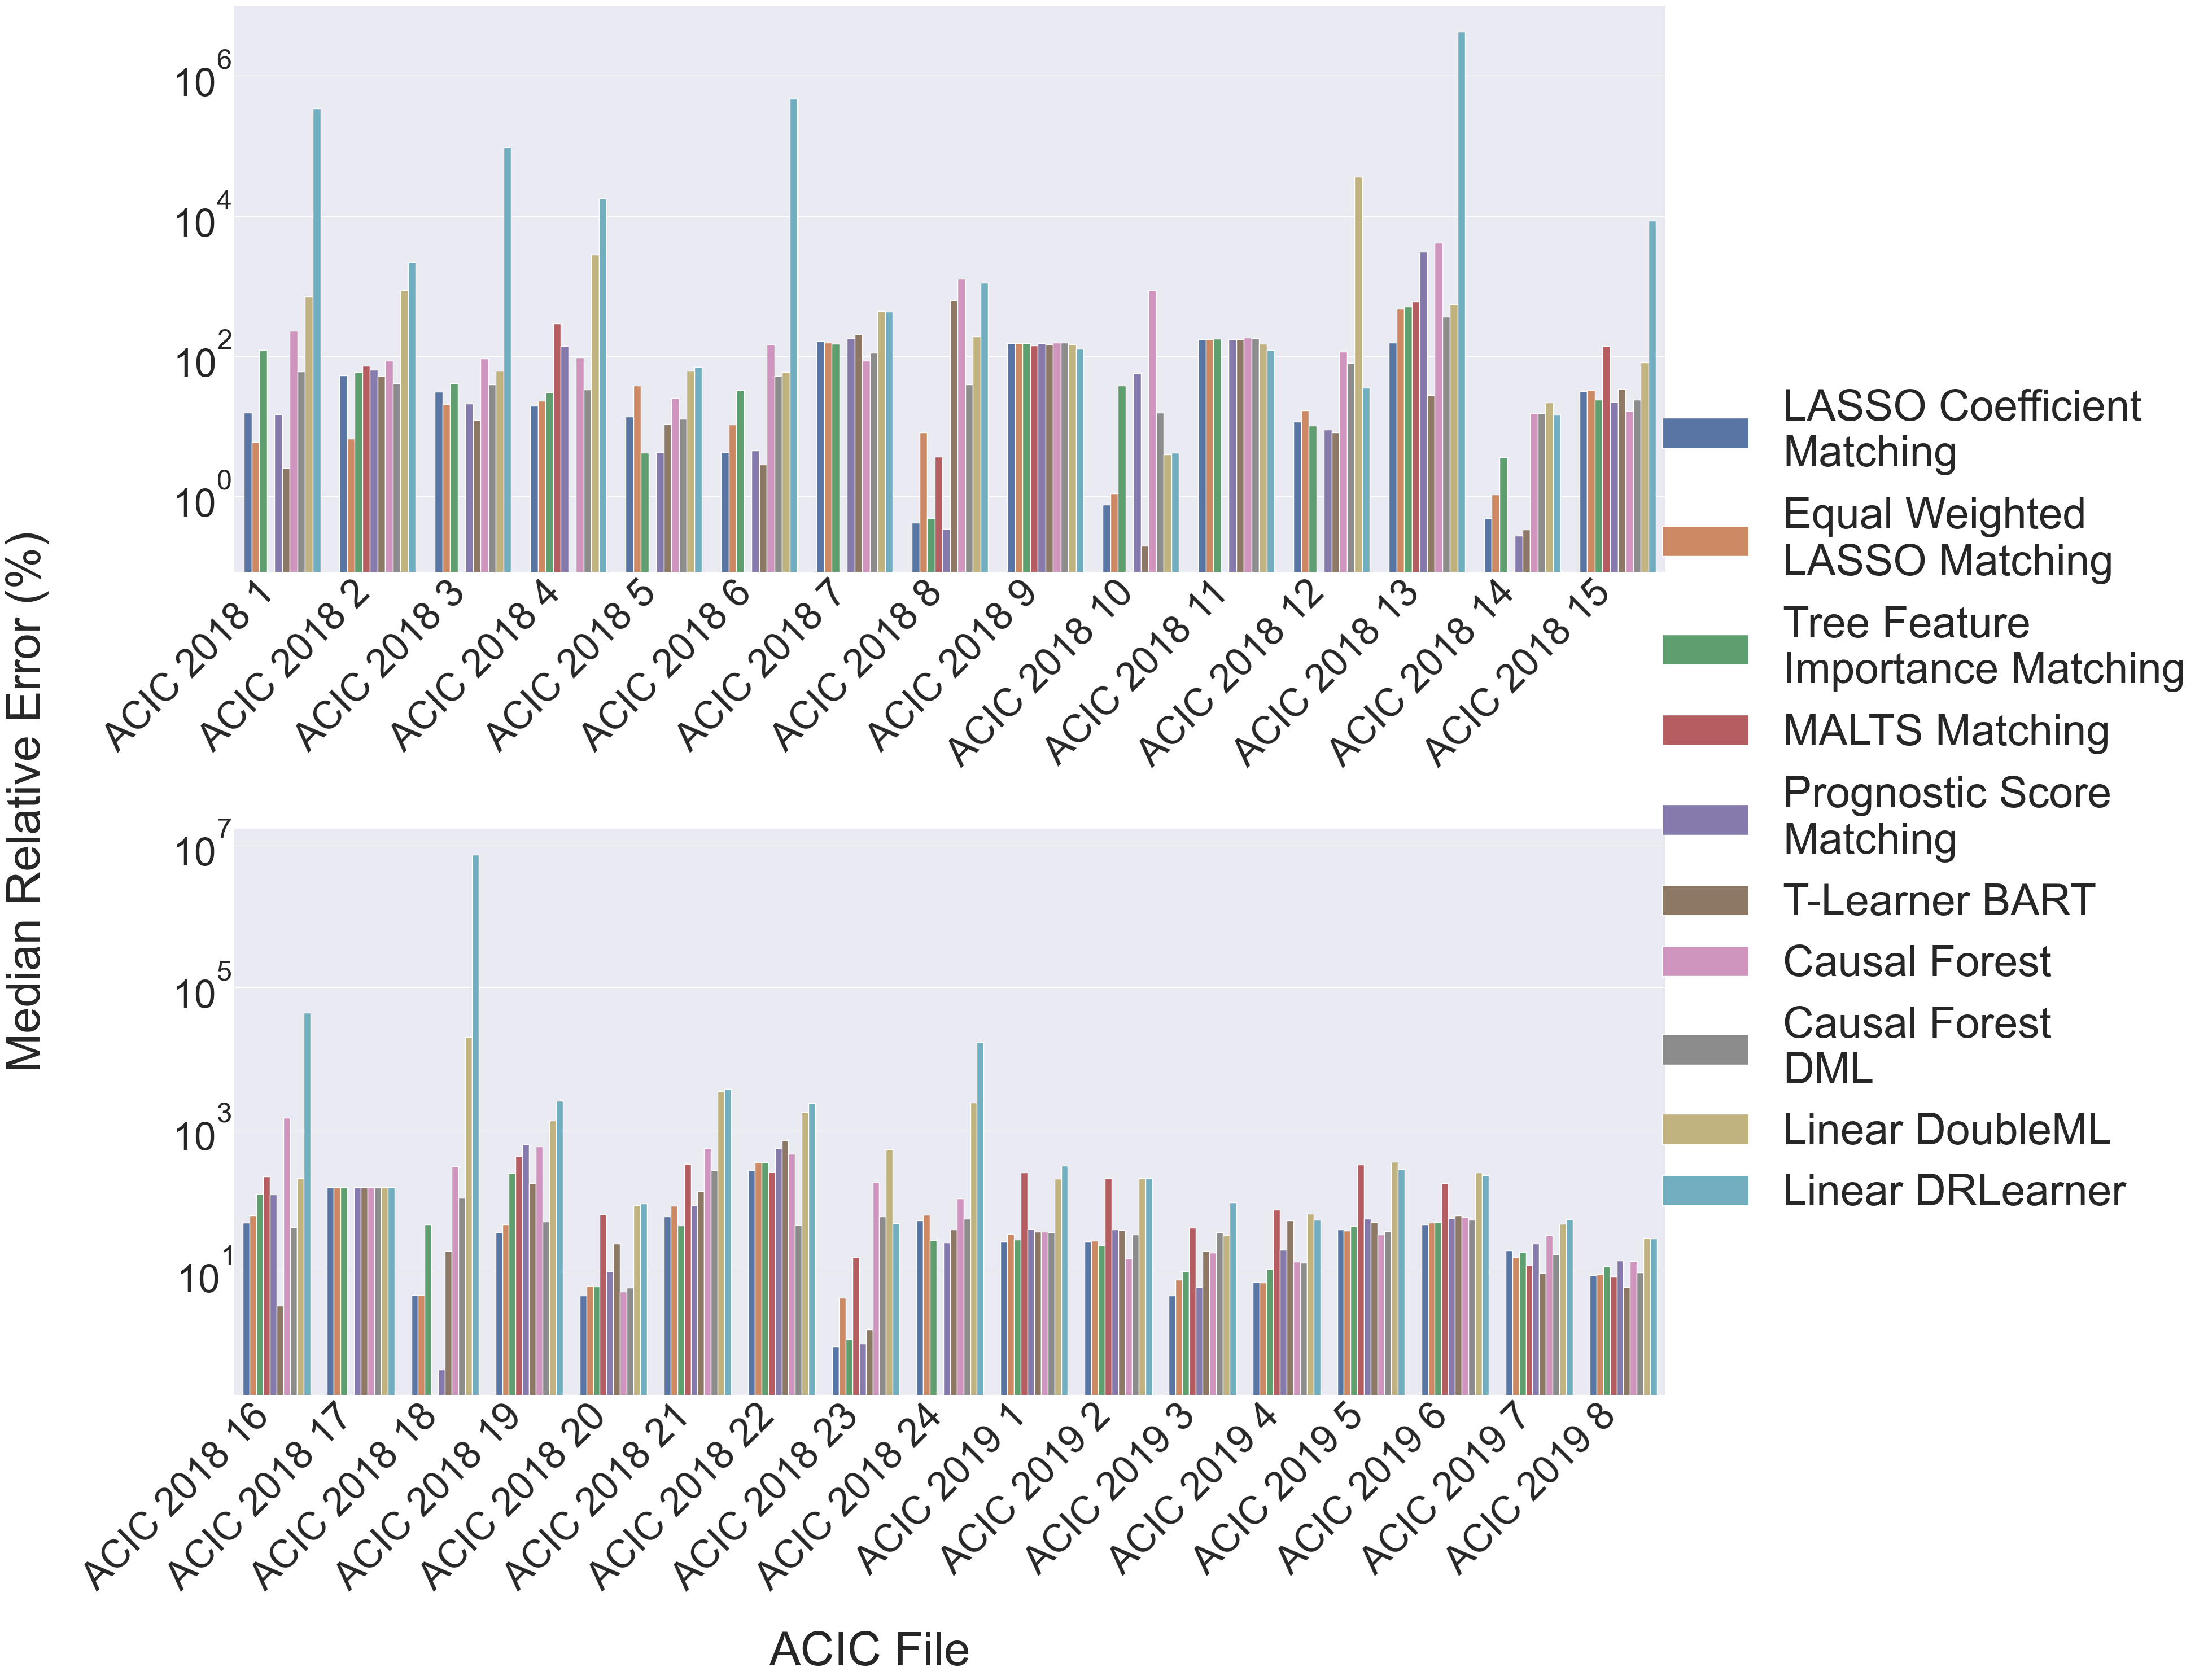 Median Relative Error (%)
10^6
10^4
10^2
10^0
ACIC 2018 1
ACIC 2018 2
ACIC 2018 3
ACIC 2018 4
ACIC 2018 5
ACIC 2018 6
ACIC 2018 7
ACIC 2018 8
ACIC 2018 9
ACIC 2018 10
ACIC 2018 11
ACIC 2018 12
ACIC 2018 13
ACIC 2018 14
ACIC 2018 15
10^7
10^5
10^3
10^1
ACIC 2018 16
ACIC 2018 17
ACIC 2018 18
ACIC 2018 19
ACIC 2018 20
ACIC 2018 21
ACIC 2018 22
ACIC 2018 23
ACIC 2018 24
ACIC 2019 1
ACIC 2019 2
ACIC 2019 3
ACIC 2019 4
ACIC 2019 5
ACIC 2019 6
ACIC 2019 7
ACIC 2019 8
ACIC File
LASSO Coefficient
Matching
Equal Weighted
LASSO Matching
Tree Feature
Importance Matching
MALTS Matching
Prognostic Score
Matching
T-Learner BART
Causal Forest
Causal Forest
DML
Linear DoubleML
Linear DRLearner